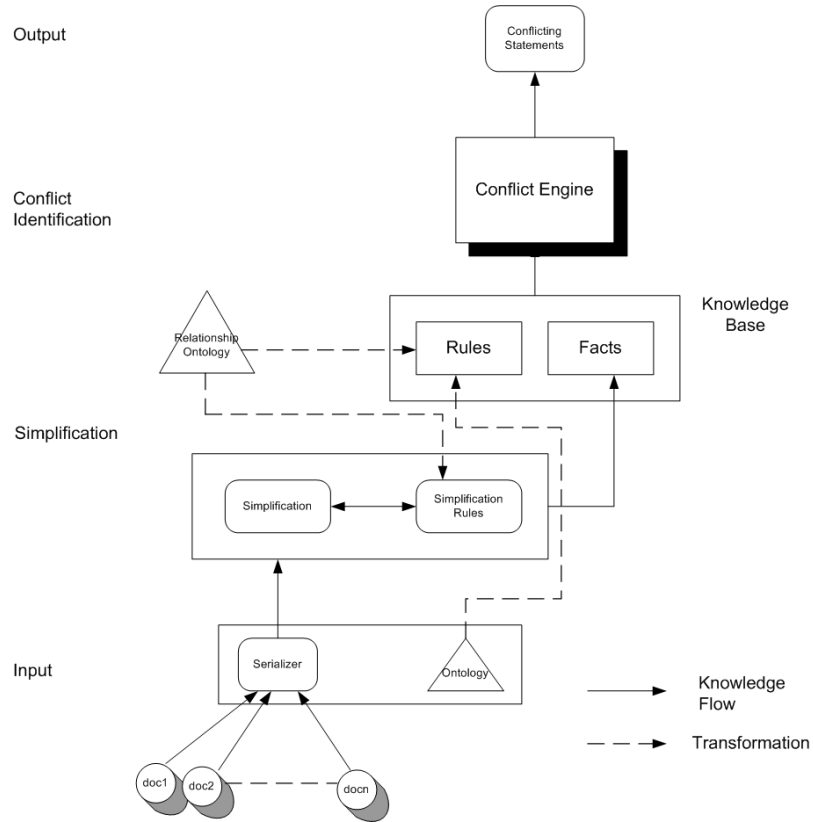 Output
Conflicting
Statements
Conflict
Identification
Conflict Engine
Knowledge
Base
Relationship
Ontology
Rules
Facts
Simplification
Simplification
Simplification
Rules
Input
Serializer
Ontology
Knowledge
Flow
Transformation
doc1
doc2
docn